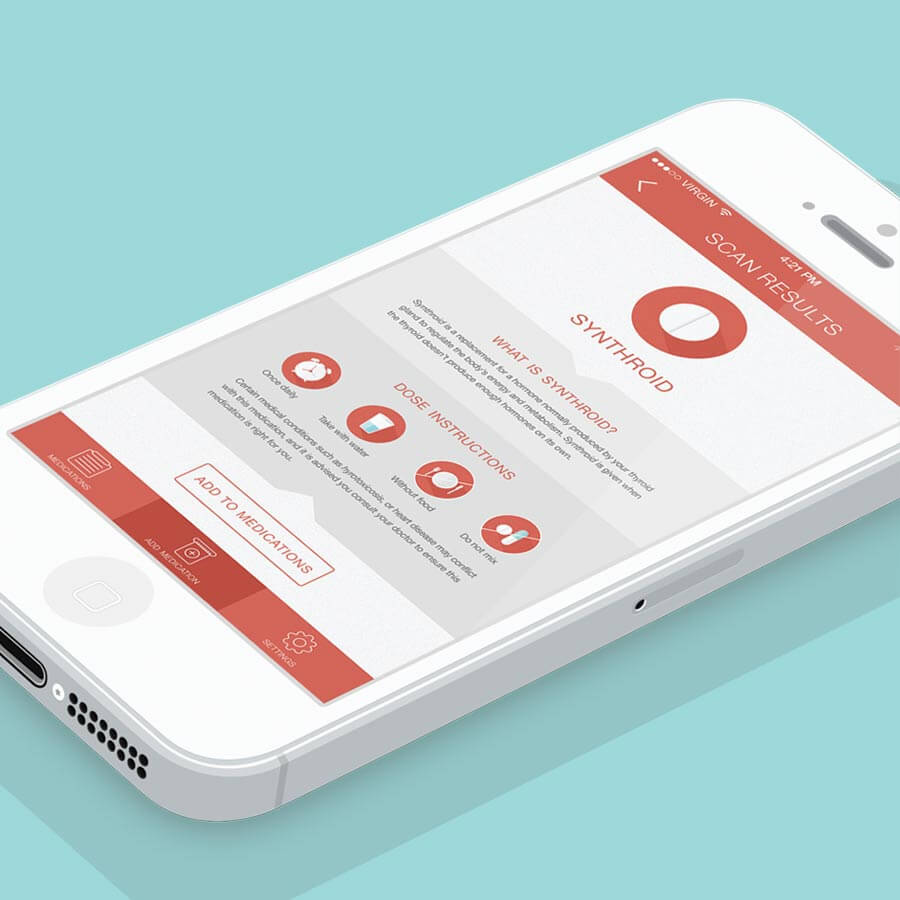 VIRGIN
4:21 PM
SCAN RESULTS
SYNTHROID
WHAT IS SYNTHROID?
Synthroid is a replacement for a hormone normally produced by your thyroid
gland to regulate the body's energy and metabolism. Synthroid is given when
the thyroid doesn't produce enough hormones on its own.
DOSE INSTRUCTIONS
Once daily
Take with water
Without food
Do not mix
Certain medical conditions such as hyrotoxicosis, or heart disease may conflict
with this medication, and it is advised you consult your doctor to ensure this
medication is right for you.
ADD TO MEDICATIONS
MEDICATIONS
ADD MEDICATION
SETTINGS